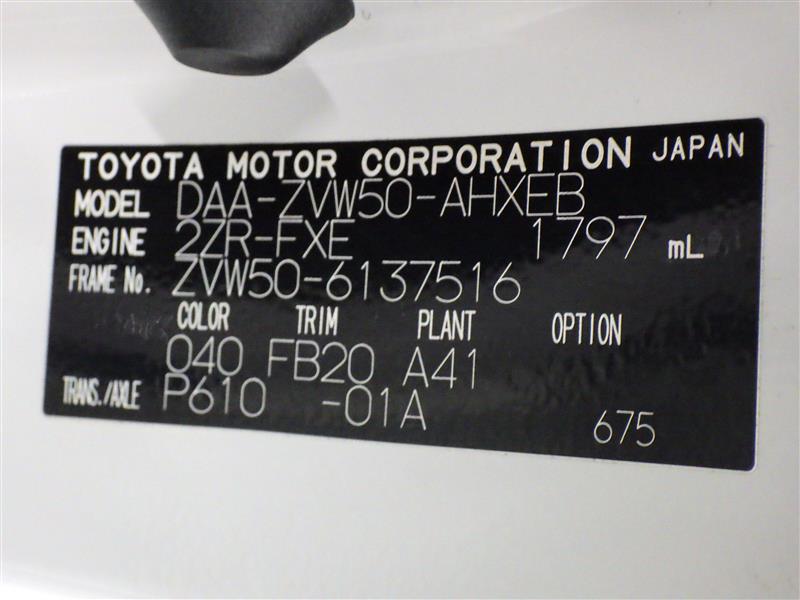 TOYOTA MOTOR CORPORATION JAPAN
MODEL DAA-ZVW50-AHXEB
ENGINE 2ZR-FXE 1797 mL
FRAME No. ZVW50-6137516
COLOR TRIM PLANT OPTION
040 FB20 A41
TRANS./AXLE P610 -01A
675